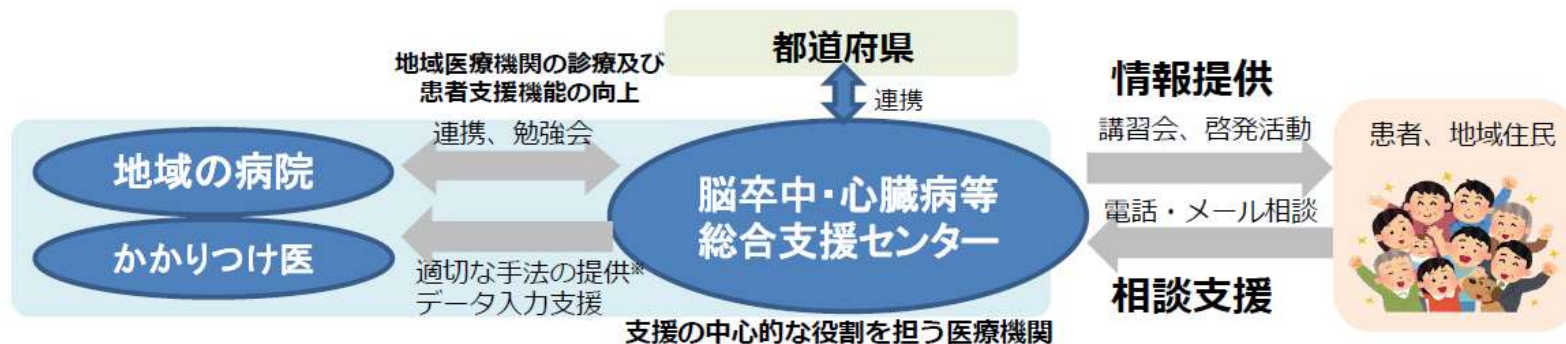 都道府県
連携
地域医療機関の診療及び
患者支援機能の向上
連携、勉強会
地域の病院
かかりつけ医
適切な手法の提供※
データ入力支援
脳卒中・心臓病等
総合支援センター
支援の中心的な役割を担う医療機関
情報提供
講習会、啓発活動
電話・メール相談
相談支援
患者、地域住民